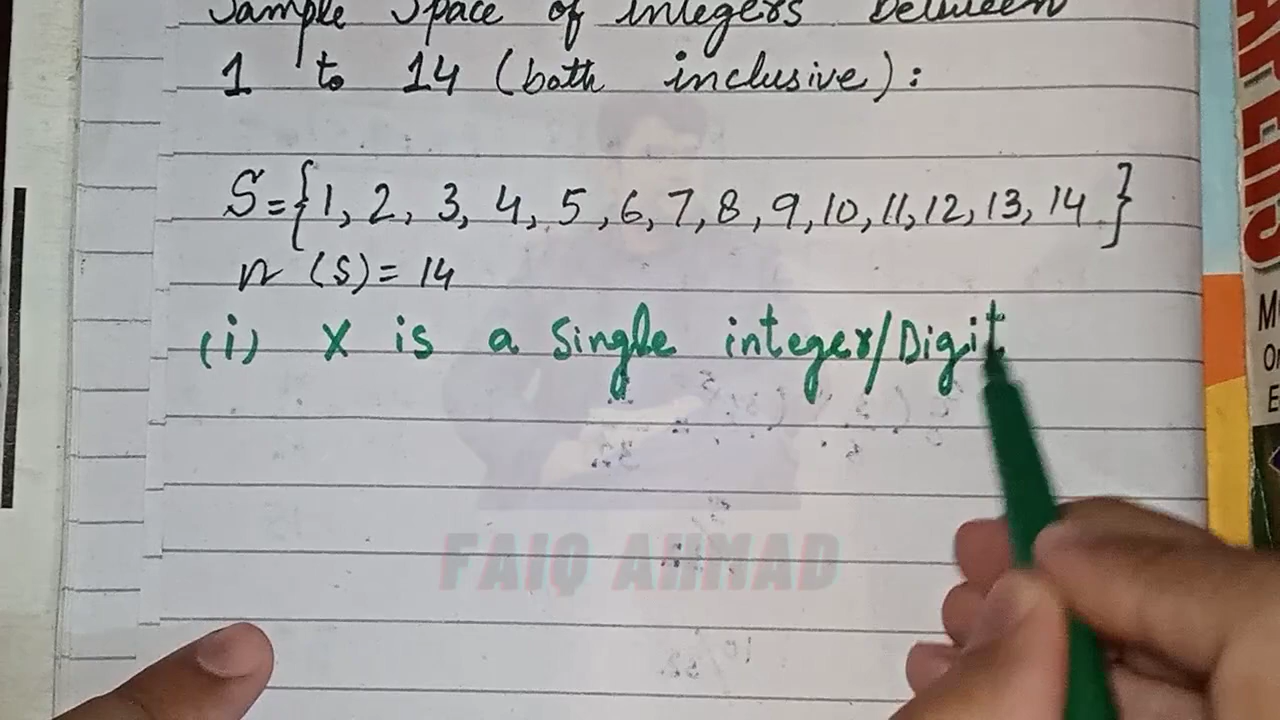 Sample Space of integers between
1 to 14 (both inclusive):
S={1, 2, 3, 4, 5, 6, 7, 8, 9, 10, 11, 12, 13, 14}
n (S) = 14
(i) X is a Single integer/Digit
FAIQ AHMAD